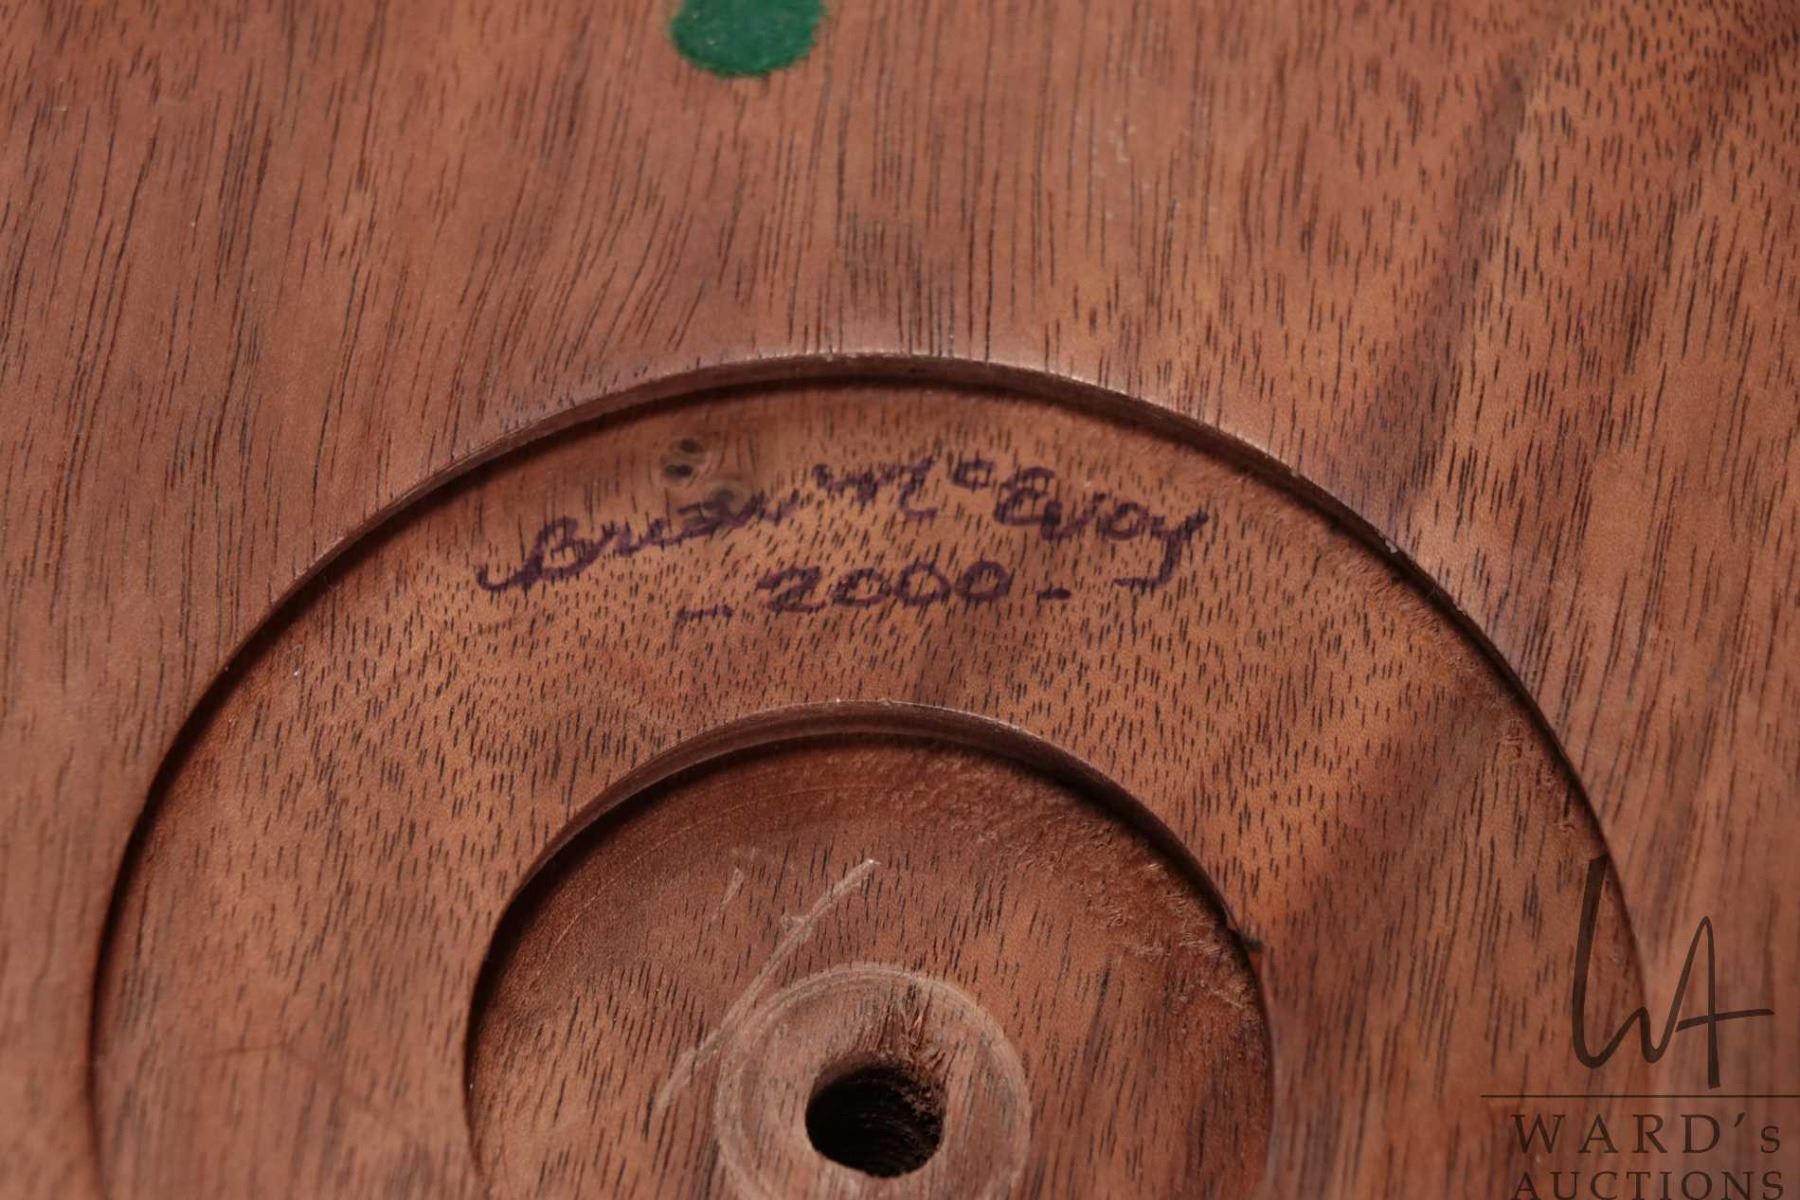 Brian McEvoy
- 2000 -
WARD's
AUCTIONS